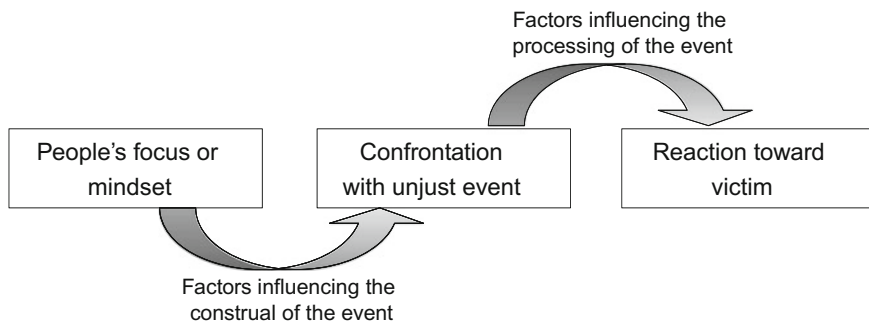 Factors influencing the
processing of the event
People's focus or
mindset
Confrontation
with unjust event
Reaction toward
victim
Factors influencing the
construal of the event